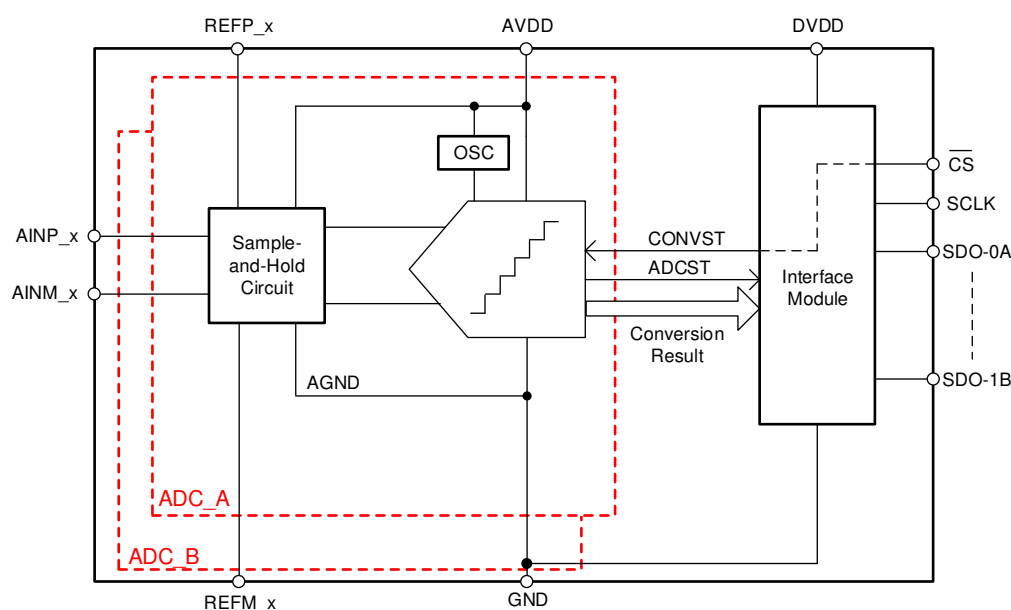 REFP_x
AVDD
DVDD
OSC
CS
SCLK
AINP_x
Sample-
and-Hold
Circuit
CONVST
SDO-0A
ADCST
Interface
Module
AINM_x
Conversion
Result
AGND
SDO-1B
ADC_A
ADC_B
REFM_x
GND